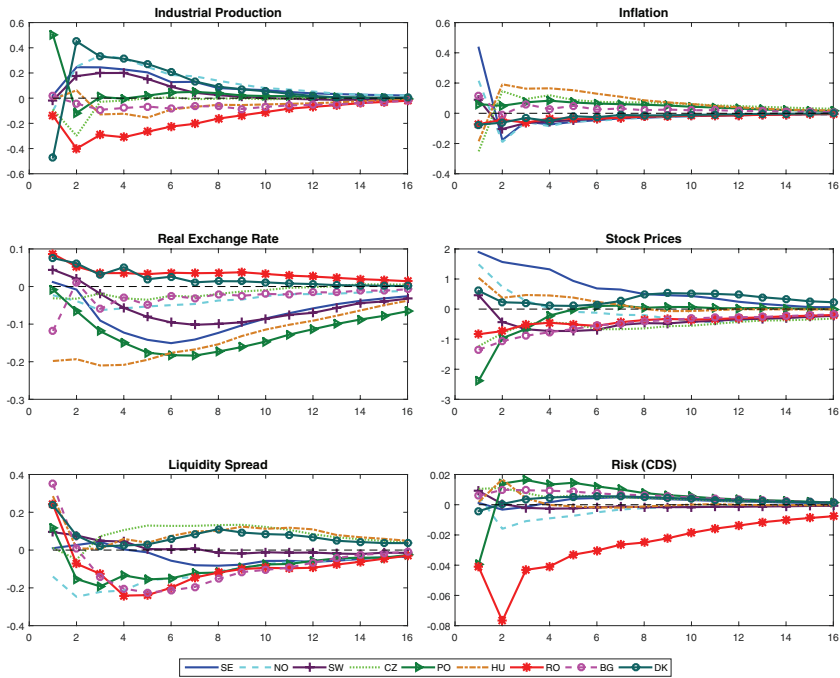 Industrial Production
0.6
0.4
0.2
0
-0.2
-0.4
-0.6
0 2 4 6 8 10 12 14 16
Inflation
0.6
0.4
0.2
0
-0.2
-0.4
0 2 4 6 8 10 12 14 16
Real Exchange Rate
0.1
0
-0.1
-0.2
-0.3
0 2 4 6 8 10 12 14 16
Stock Prices
2
1
0
-1
-2
-3
0 2 4 6 8 10 12 14 16
Liquidity Spread
0.4
0.2
0
-0.2
-0.4
0 2 4 6 8 10 12 14 16
Risk (CDS)
0.02
0
-0.02
-0.04
-0.06
-0.08
0 2 4 6 8 10 12 14 16
SE NO SW CZ PO HU RO BG DK